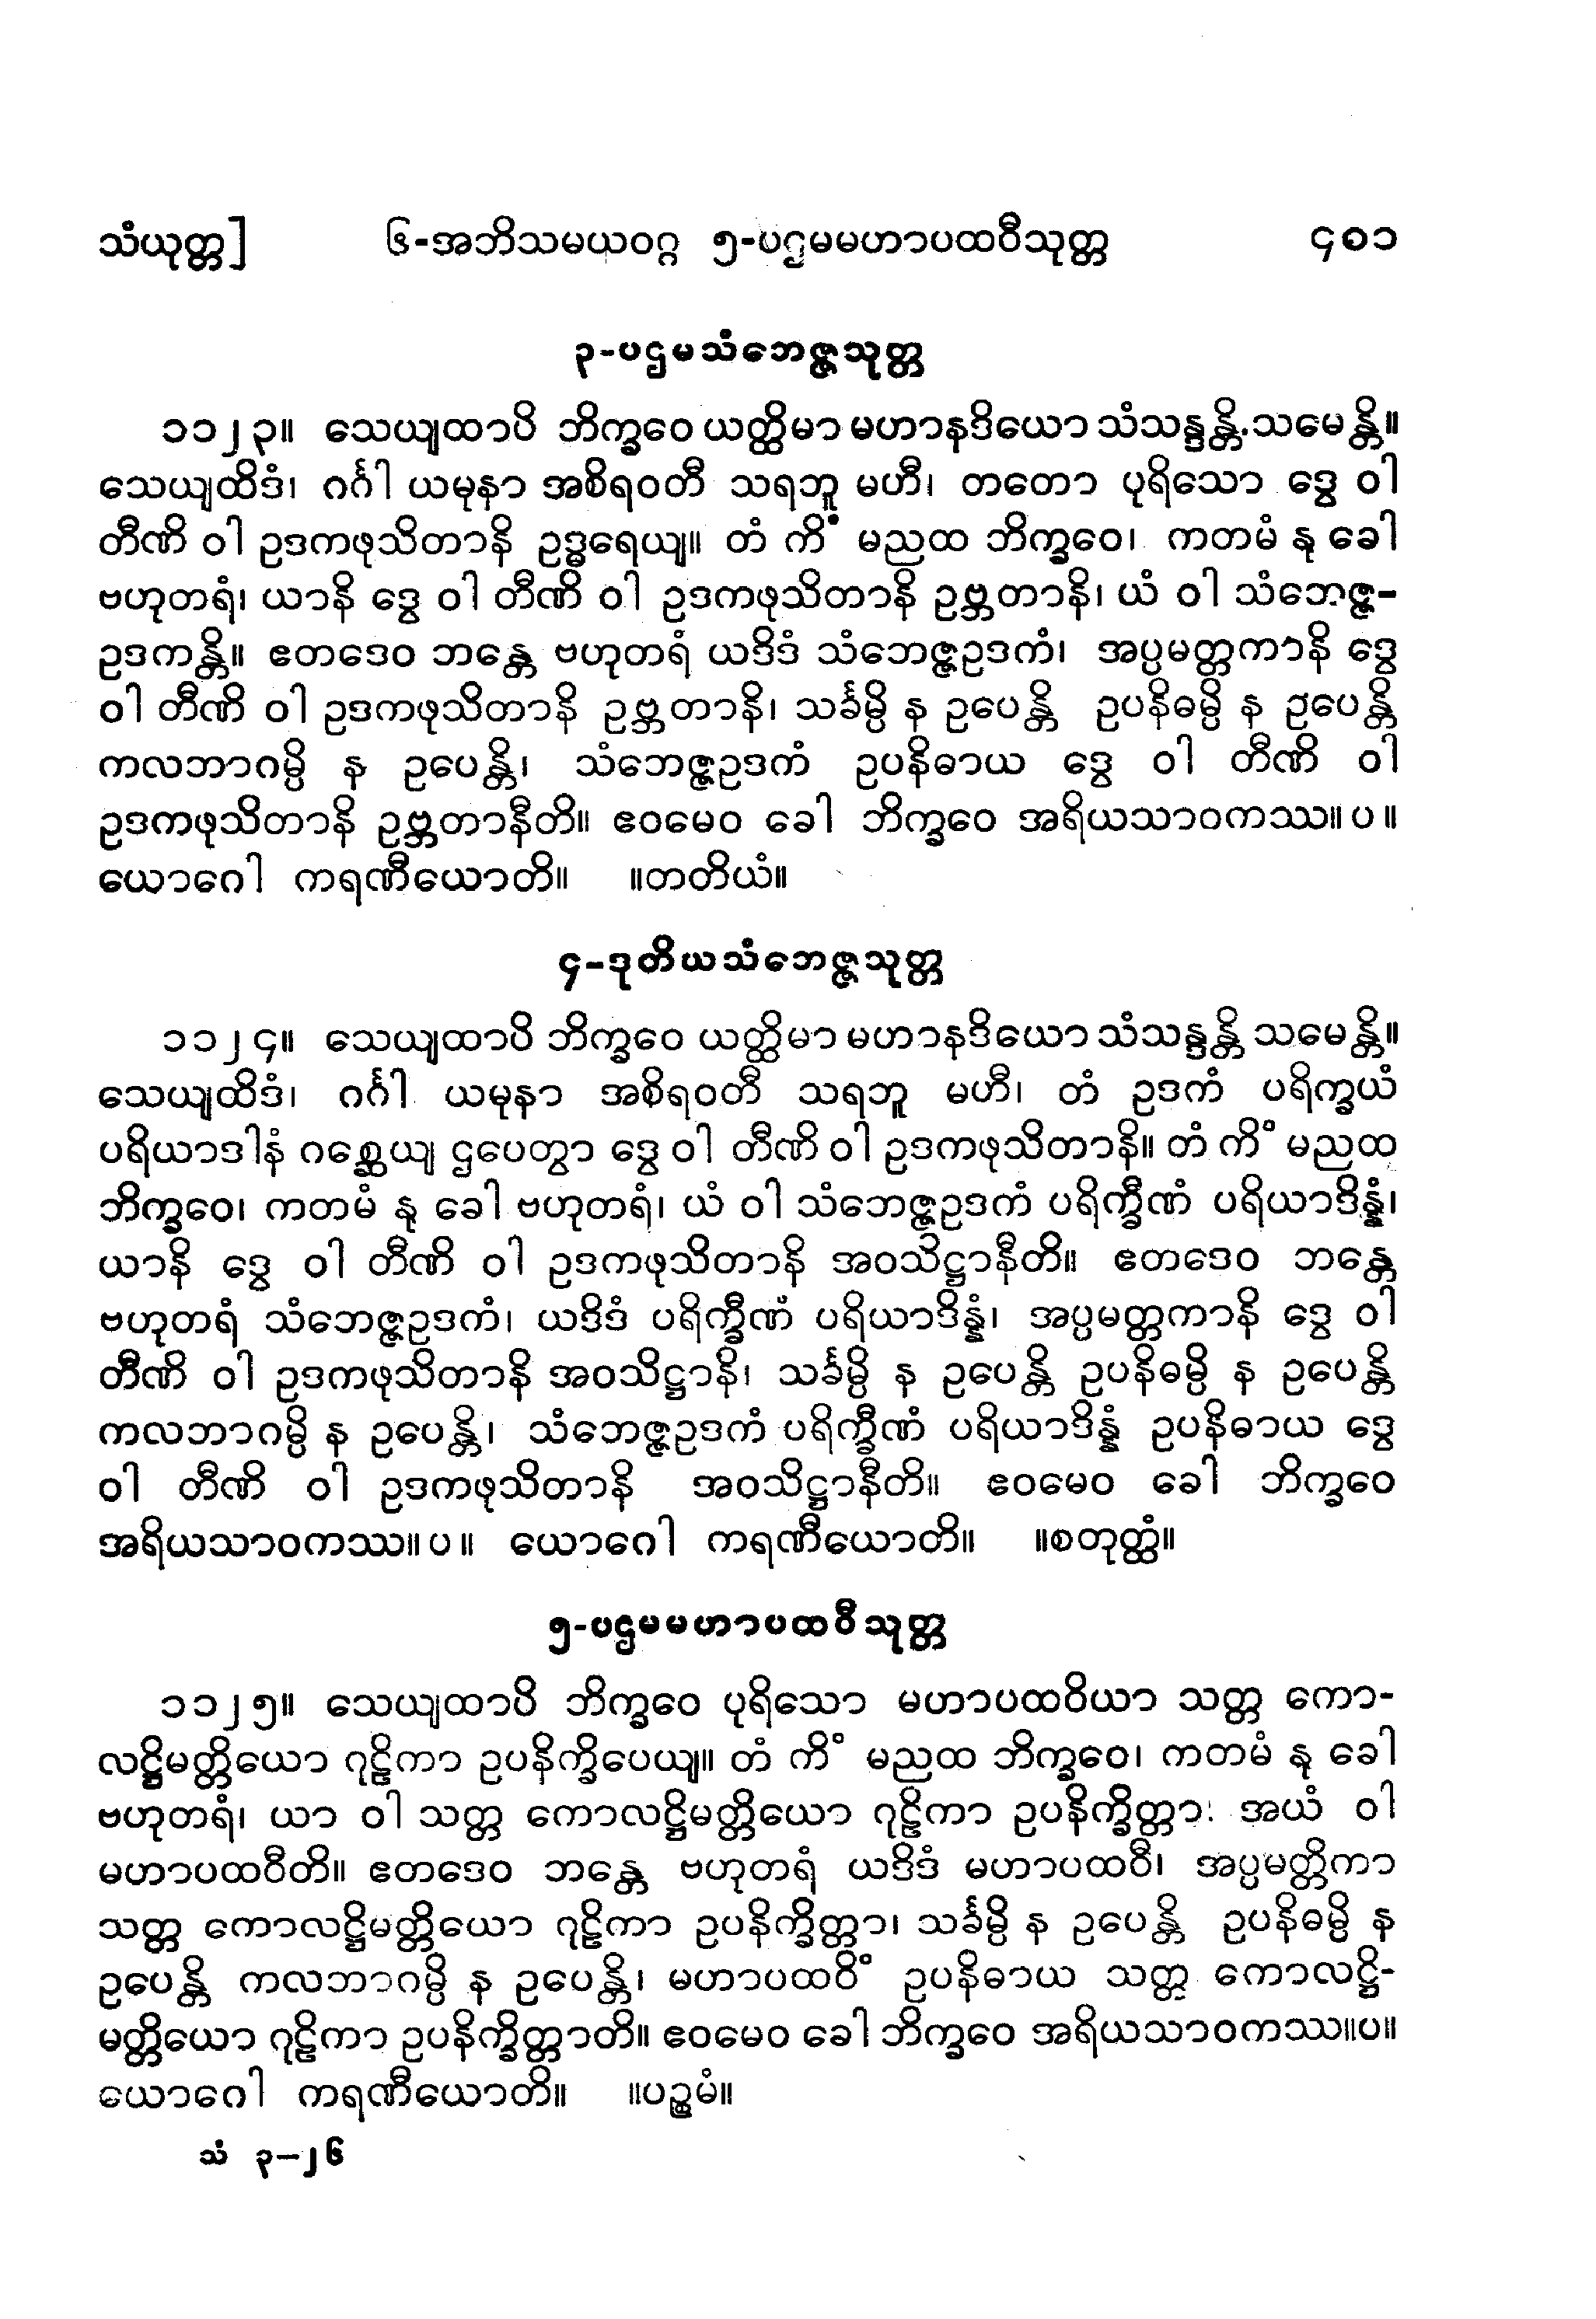 သံယုတ္တ] ၆-အဘိသမယဝဂ္ဂ ၅-ပဌမမဟာပထဝီသုတ္တ ၄၀၁
၃-ပဌမသံဘေဇ္ဇသုတ္တ
၁၁၂၃။ သေယျထာပိ ဘိက္ခဝေ ယတ္ထိမာ မဟာနဒိယော သံသန္ဒန္တိ.သမေန္တိ။
သေယျထိဒံ၊ ဂင်္ဂါ ယမုနာ အစိရဝတီ သရဘူ မဟီ၊ တတော ပုရိသော ဒွေ ဝါ
တီဏိ ဝါ ဥဒကဖုသိတာနိ ဥဒ္ဓရေယျ။ တံ ကိံ မညထ ဘိက္ခဝေ၊ ကတမံ နု ခေါ
ဗဟုတရံ၊ ယာနိ ဒွေ ဝါ တီဏိ ဝါ ဥဒကဖုသိတာနိ ဥဗ္ဘတာနိ၊ ယံ ဝါ သံဘေဇ္ဇ-
ဥဒကန္တိ။ ဧတဒေဝ ဘန္တေ ဗဟုတရံ ယဒိဒံ သံဘေဇ္ဇဥဒကံ၊ အပ္ပမတ္တကာနိ ဒွေ
ဝါ တီဏိ ဝါ ဥဒကဖုသိတာနိ ဥဗ္ဘတာနိ၊ သင်္ခမ္ပိ န ဥပေန္တိ ဥပနိဓမ္ပိ န ဥပေန္တိ
ကလဘာဂမ္ပိ န ဥပေန္တိ၊ သံဘေဇ္ဇဥဒကံ ဥပနိဓာယ ဒွေ ဝါ တီဏိ ဝါ
ဥဒကဖုသိတာနိ ဥဗ္ဘတာနီတိ။ ဧဝမေဝ ခေါ ဘိက္ခဝေ အရိယသာဝကဿ။ပ။
ယောဂေါ ကရဏီယောတိ။ ။တတိယံ။
၄-ဒုတိယသံဘေဇ္ဇသုတ္တ
၁၁၂၄။ သေယျထာပိ ဘိက္ခဝေ ယတ္ထိမာ မဟာနဒိယော သံသန္ဒန္တိ သမေန္တိ။
သေယျထိဒံ၊ ဂင်္ဂါ ယမုနာ အစိရဝတီ သရဘူ မဟီ၊ တံ ဥဒကံ ပရိက္ခယံ
ပရိယာဒါနံ ဂစ္ဆေယျ ဌပေတွာ ဒွေ ဝါ တီဏိ ဝါ ဥဒကဖုသိတာနိ။ တံ ကိံ မညထ
ဘိက္ခဝေ၊ ကတမံ နု ခေါ ဗဟုတရံ၊ ယံ ဝါ သံဘေဇ္ဇဥဒကံ ပရိက္ခီဏံ ပရိယာဒိန္နံ၊
ယာနိ ဒွေ ဝါ တီဏိ ဝါ ဥဒကဖုသိတာနိ အဝသိဋ္ဌာနီတိ။ ဧတဒေဝ ဘန္တေ
ဗဟုတရံ သံဘေဇ္ဇဥဒကံ၊ ယဒိဒံ ပရိက္ခီဏံ ပရိယာဒိန္နံ၊ အပ္ပမတ္တကာနိ ဒွေ ဝါ
တီဏိ ဝါ ဥဒကဖုသိတာနိ အဝသိဋ္ဌာနိ၊ သင်္ခမ္ပိ န ဥပေန္တိ ဥပနိဓမ္ပိ န ဥပေန္တိ
ကလဘာဂမ္ပိ န ဥပေန္တိ၊ သံဘေဇ္ဇဥဒကံ ပရိက္ခီဏံ ပရိယာဒိန္နံ ဥပနိဓာယ ဒွေ
ဝါ တီဏိ ဝါ ဥဒကဖုသိတာနိ အဝသိဋ္ဌာနီတိ။ ဧဝမေဝ ခေါ ဘိက္ခဝေ
အရိယသာဝကဿ။ပ။ ယောဂေါ ကရဏီယောတိ။ ။စတုတ္ထံ။
၅-ပဌမမဟာပထဝီသုတ္တ
၁၁၂၅။ သေယျထာပိ ဘိက္ခဝေ ပုရိသော မဟာပထဝိယာ သတ္တ ကော-
လဋ္ဌိမတ္တိယော ဂုဠိကာ ဥပနိက္ခိပေယျ။ တံ ကိံ မညထ ဘိက္ခဝေ၊ ကတမံ နု ခေါ
ဗဟုတရံ၊ ယာ ဝါ သတ္တ ကောလဋ္ဌိမတ္တိယော ဂုဠိကာ ဥပနိက္ခိတ္တာ၊ အယံ ဝါ
မဟာပထဝီတိ။ ဧတဒေဝ ဘန္တေ ဗဟုတရံ ယဒိဒံ မဟာပထဝီ၊ အပ္ပမတ္တိကာ
သတ္တ ကောလဋ္ဌိမတ္တိယော ဂုဠိကာ ဥပနိက္ခိတ္တာ၊ သင်္ခမ္ပိ န ဥပေန္တိ ဥပနိဓမ္ပိ န
ဥပေန္တိ ကလဘာဂမ္ပိ န ဥပေန္တိ၊ မဟာပထဝိံ ဥပနိဓာယ သတ္တ ကောလဋ္ဌိ-
မတ္တိယော ဂုဠိကာ ဥပနိက္ခိတ္တာတိ။ ဧဝမေဝ ခေါ ဘိက္ခဝေ အရိယသာဝကဿ။ပ။
ယောဂေါ ကရဏီယောတိ။ ။ပဉ္စမံ။
သံ ၃–၂၆